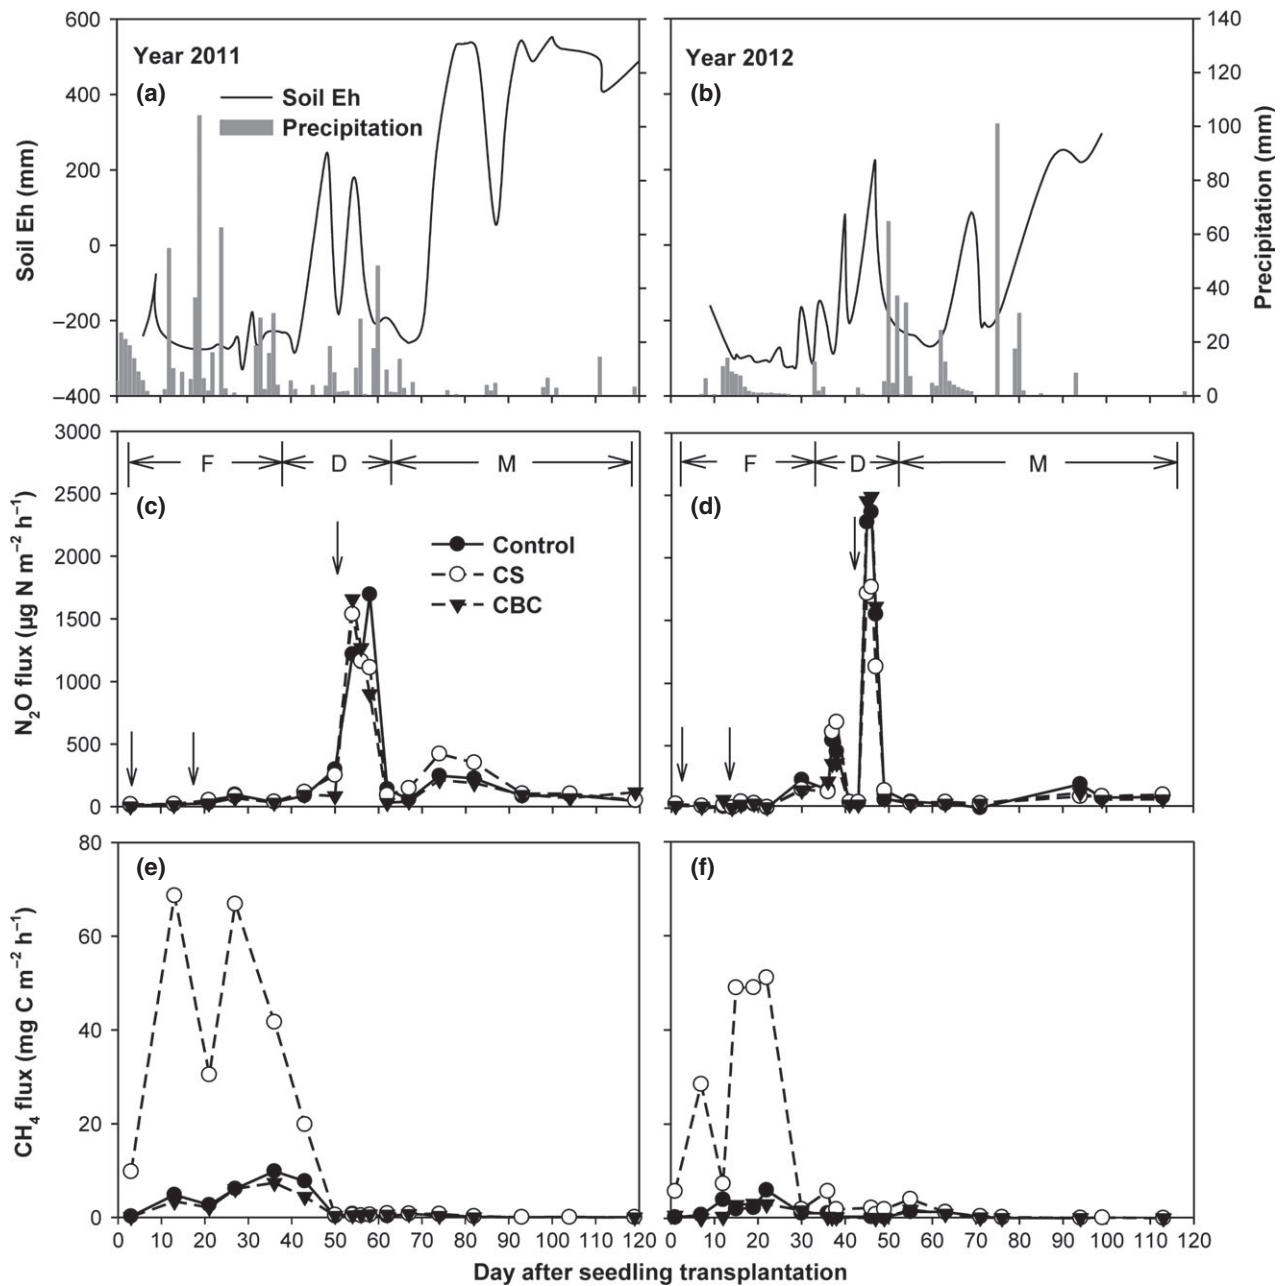 600
400
200
0
−200
−400
Soil Eh (mm)
Year 2011
(a)
Soil Eh
Precipitation
Year 2012
(b)
140
120
100
80
60
40
20
0
Precipitation (mm)
3000
2500
2000
1500
1000
500
0
N₂O flux (µg N m⁻² h⁻¹)
F D M
(c)
Control
CS
CBC
F D M
(d)
80
60
40
20
0
CH₄ flux (mg C m⁻² h⁻¹)
(e)
(f)
0 10 20 30 40 50 60 70 80 90 100 110 120
0 10 20 30 40 50 60 70 80 90 100 110 120
Day after seedling transplantation